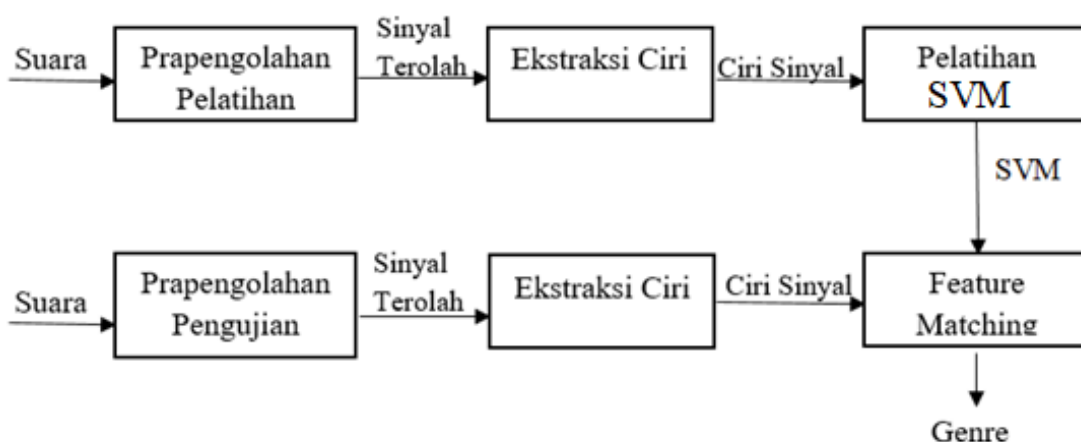 Suara
Prapengolahan
Pelatihan
Sinyal
Terolah
Ekstraksi Ciri
Ciri Sinyal
Pelatihan
SVM
SVM
Suara
Prapengolahan
Pengujian
Sinyal
Terolah
Ekstraksi Ciri
Ciri Sinyal
Feature
Matching
Genre